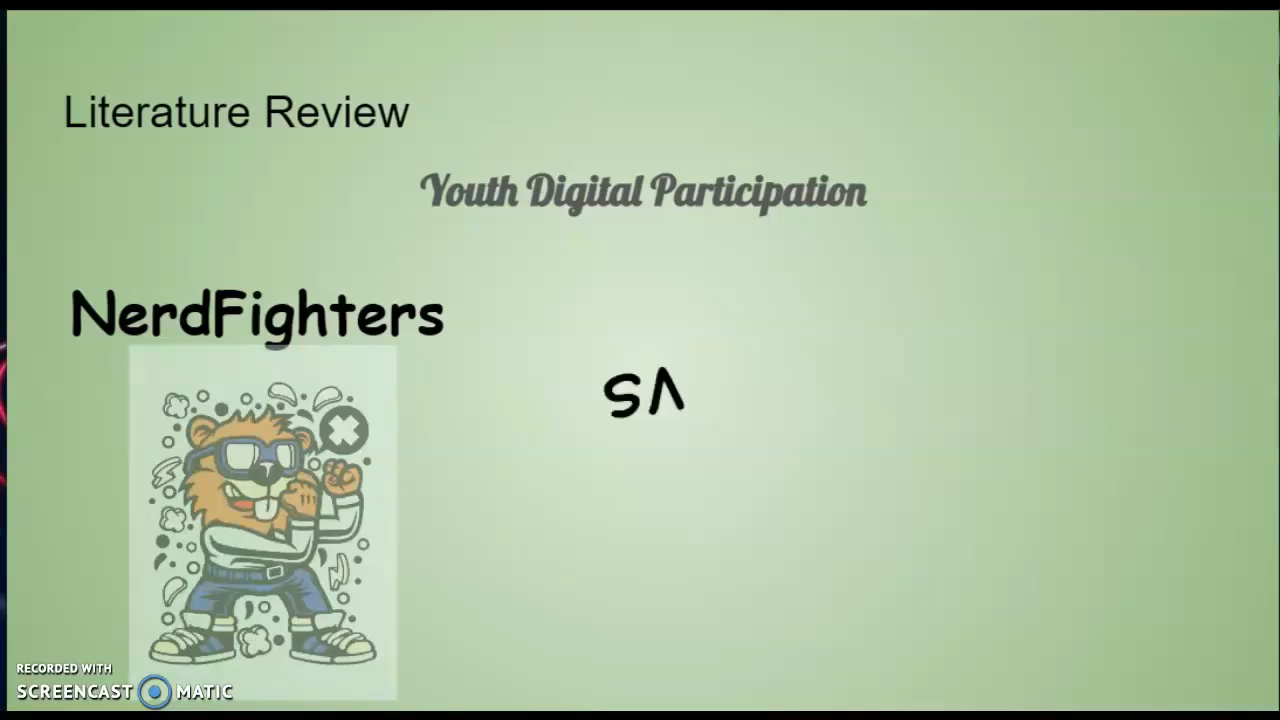 Literature Review
Youth Digital Participation
NerdFighters
vs
RECORDED WITH
SCREENCAST MATIC